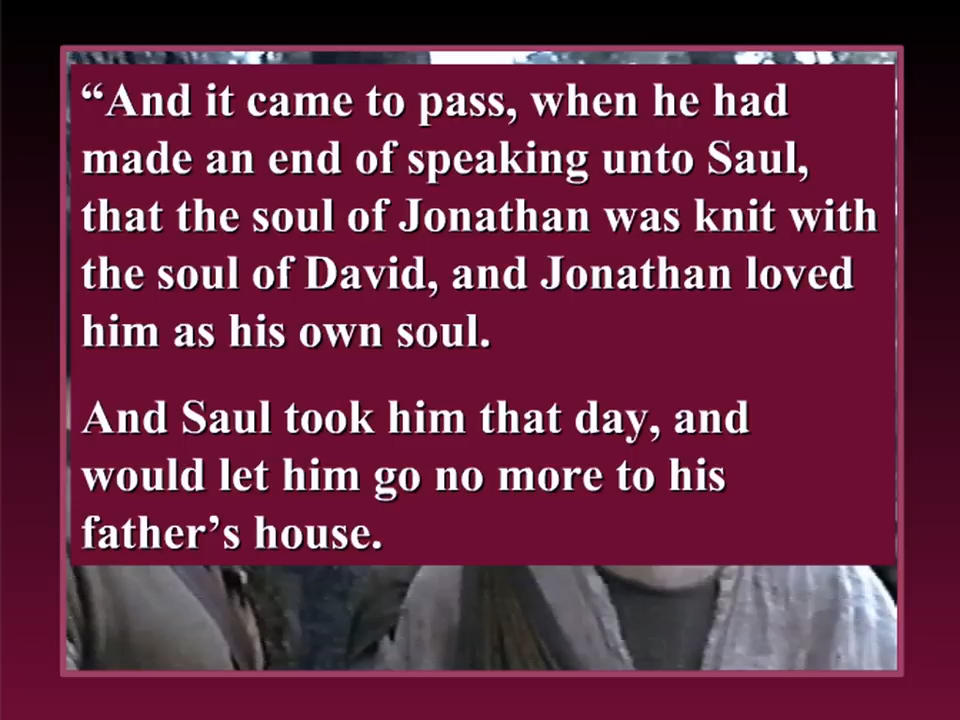 “And it came to pass, when he had
made an end of speaking unto Saul,
that the soul of Jonathan was knit with
the soul of David, and Jonathan loved
him as his own soul.
And Saul took him that day, and
would let him go no more to his
father’s house.